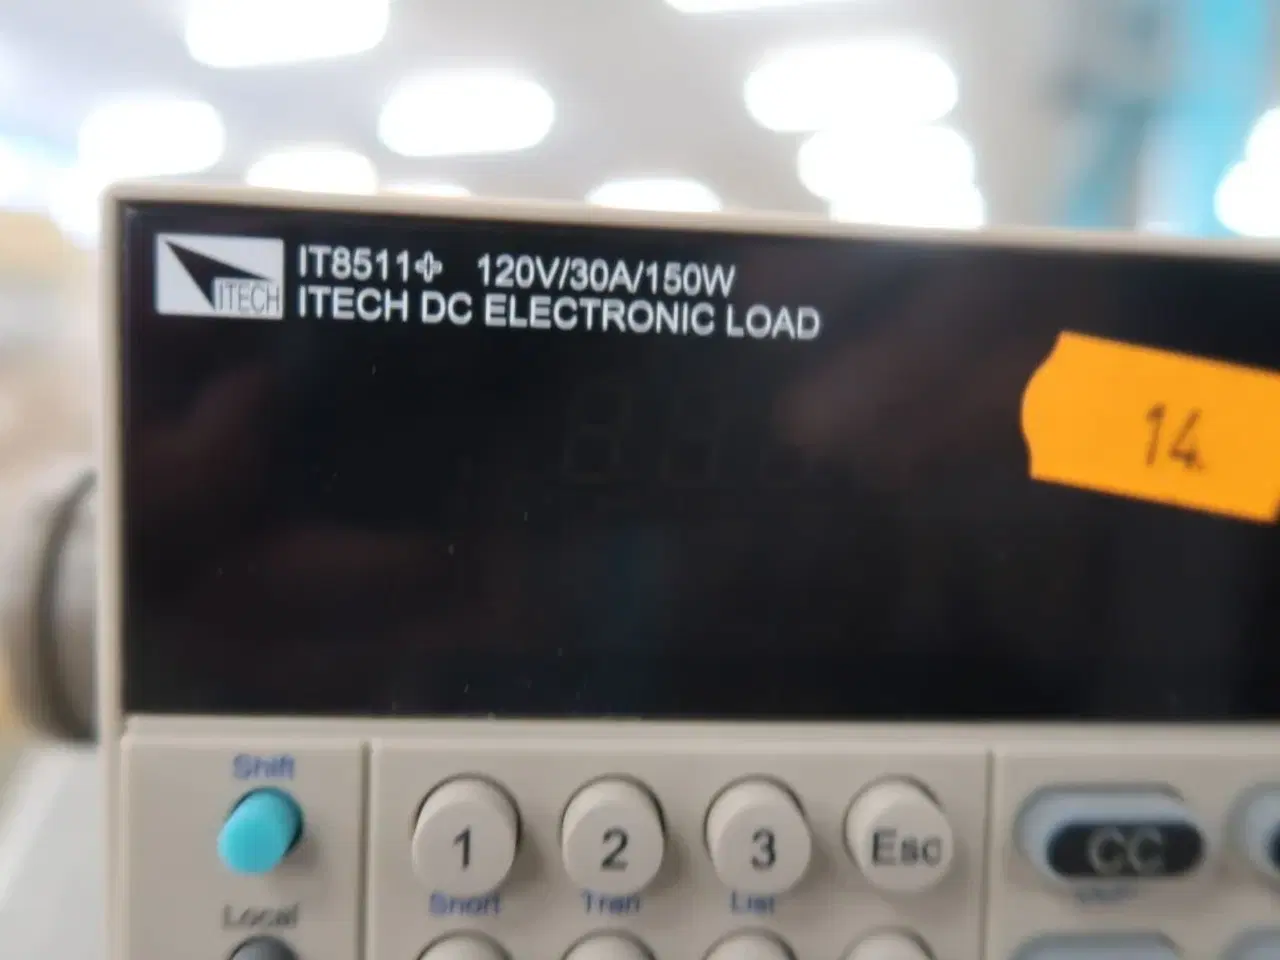 ITECH
IT8511+ 120V/30A/150W
ITECH DC ELECTRONIC LOAD
14.
Shift
1 2 3 Esc CC
Short Tran List
Local